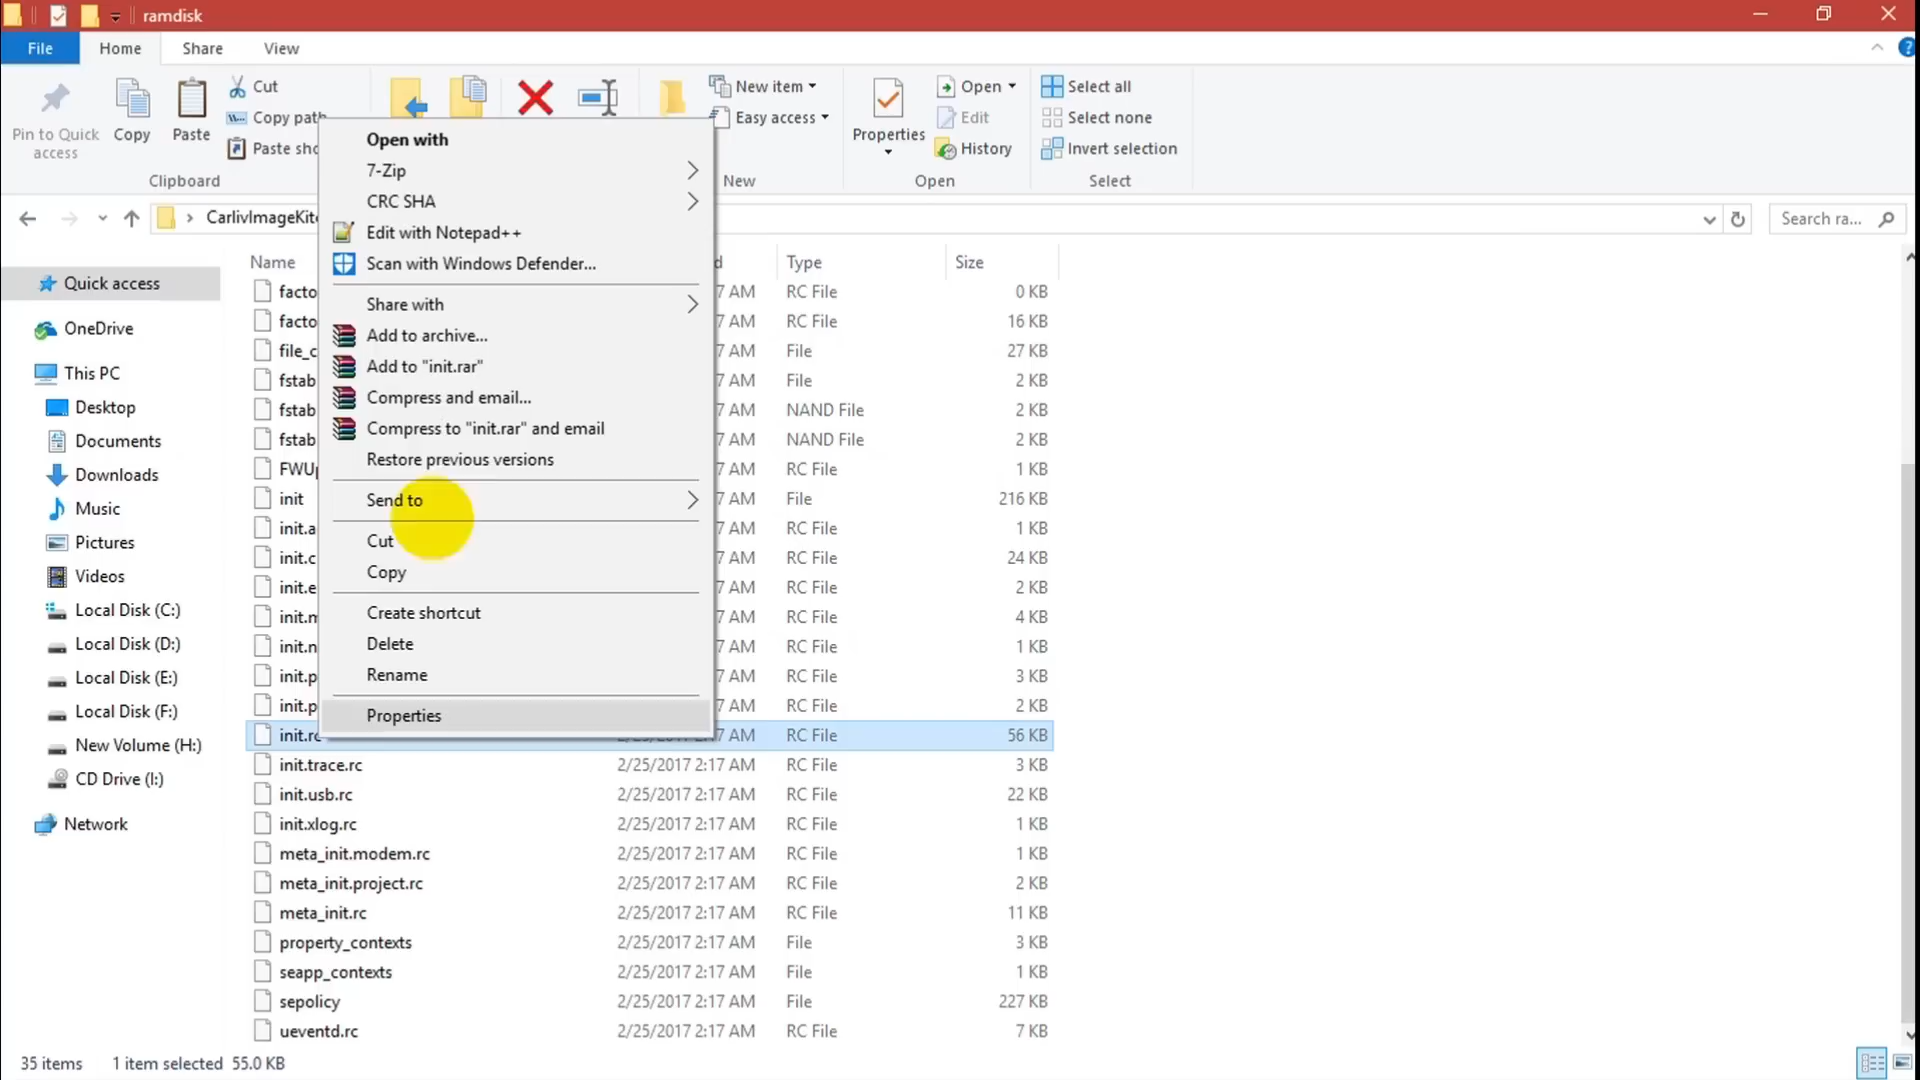 ramdisk
File Home Share View
Pin to Quick access
Copy
Paste
Cut
Copy path
Paste sho
Clipboard
New item
Easy access
New
Properties
Open
Edit
History
Open
Select all
Select none
Invert selection
Select
CarlivImageKit
Search ra...
Open with
7-Zip
CRC SHA
Edit with Notepad++
Scan with Windows Defender...
Share with
Add to archive...
Add to "init.rar"
Compress and email...
Compress to "init.rar" and email
Restore previous versions
Send to
Cut
Copy
Create shortcut
Delete
Rename
Properties
Quick access
OneDrive
This PC
Desktop
Documents
Downloads
Music
Pictures
Videos
Local Disk (C:)
Local Disk (D:)
Local Disk (E:)
Local Disk (F:)
New Volume (H:)
CD Drive (I:)
Network
Name d Type Size
facto 7 AM RC File 0 KB
facto 7 AM RC File 16 KB
file_c 7 AM File 27 KB
fstab 7 AM File 2 KB
fstab 7 AM NAND File 2 KB
fstab 7 AM NAND File 2 KB
FWUp 7 AM RC File 1 KB
init 7 AM File 216 KB
init.a 7 AM RC File 1 KB
init.c 7 AM RC File 24 KB
init.e 7 AM RC File 2 KB
init.m 7 AM RC File 4 KB
init.n 7 AM RC File 1 KB
init.p 7 AM RC File 3 KB
init.p 7 AM RC File 2 KB
init.rc 2/25/2017 2:17 AM RC File 56 KB
init.trace.rc 2/25/2017 2:17 AM RC File 3 KB
init.usb.rc 2/25/2017 2:17 AM RC File 22 KB
init.xlog.rc 2/25/2017 2:17 AM RC File 1 KB
meta_init.modem.rc 2/25/2017 2:17 AM RC File 1 KB
meta_init.project.rc 2/25/2017 2:17 AM RC File 2 KB
meta_init.rc 2/25/2017 2:17 AM RC File 11 KB
property_contexts 2/25/2017 2:17 AM File 3 KB
seapp_contexts 2/25/2017 2:17 AM File 1 KB
sepolicy 2/25/2017 2:17 AM File 227 KB
ueventd.rc 2/25/2017 2:17 AM RC File 7 KB
35 items 1 item selected 55.0 KB